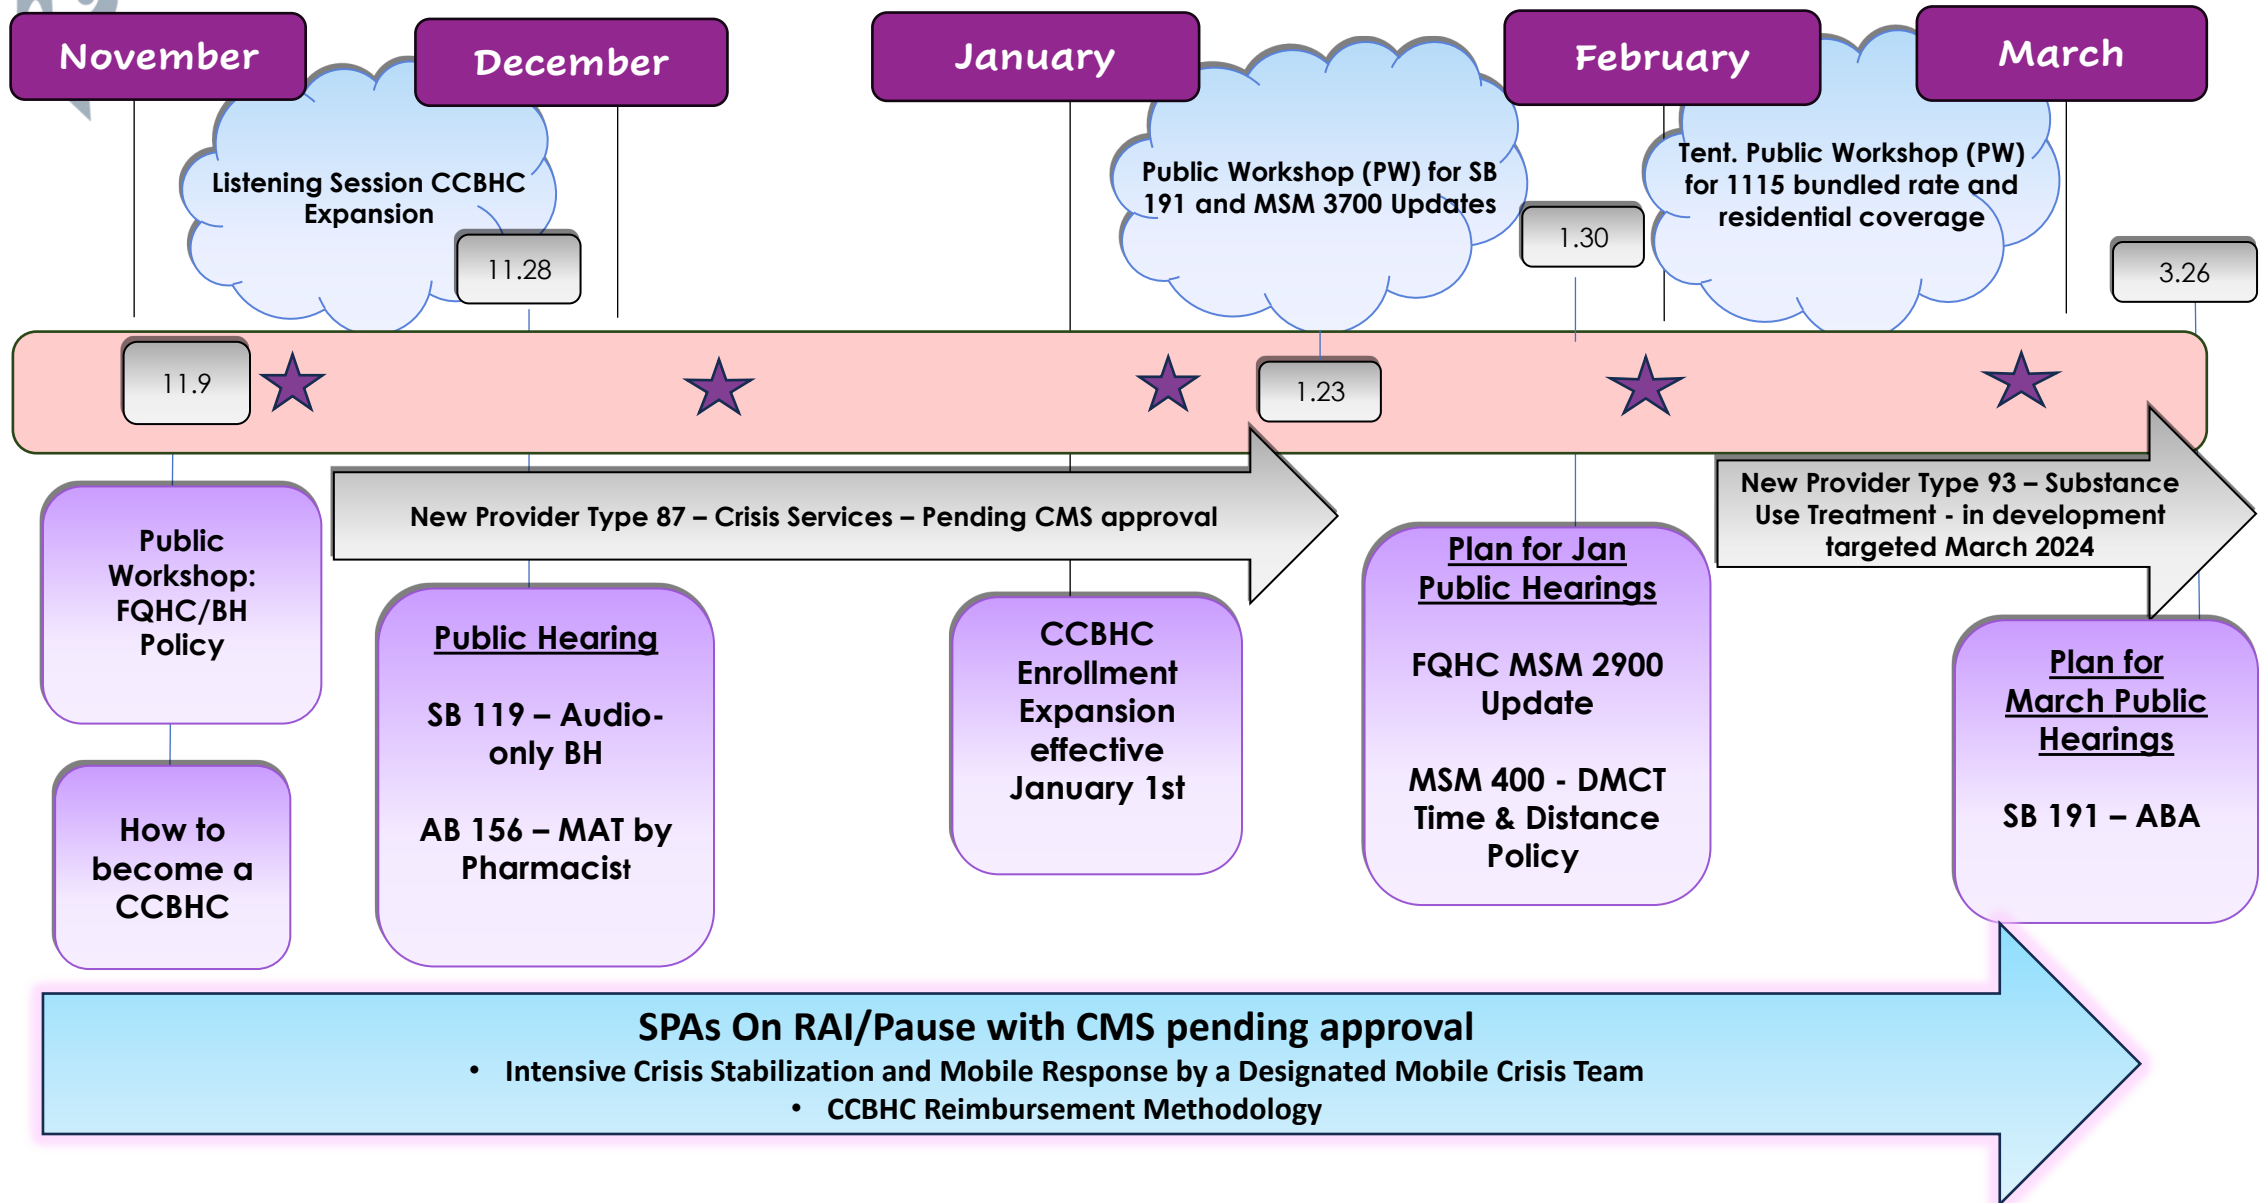 November
December
January
February
March
Listening Session CCBHC
Expansion
Public Workshop (PW) for SB
191 and MSM 3700 Updates
Tent. Public Workshop (PW)
for 1115 bundled rate and
residential coverage
11.28
1.30
3.26
11.9
1.23
New Provider Type 87 – Crisis Services – Pending CMS approval
New Provider Type 93 – Substance
Use Treatment - in development
targeted March 2024
Public
Workshop:
FQHC/BH
Policy
How to
become a
CCBHC
Public Hearing
SB 119 – Audio-
only BH
AB 156 – MAT by
Pharmacist
CCBHC
Enrollment
Expansion
effective
January 1st
Plan for Jan
Public Hearings
FQHC MSM 2900
Update
MSM 400 - DMCT
Time & Distance
Policy
Plan for
March Public
Hearings
SB 191 – ABA
SPAs On RAI/Pause with CMS pending approval
• Intensive Crisis Stabilization and Mobile Response by a Designated Mobile Crisis Team
• CCBHC Reimbursement Methodology